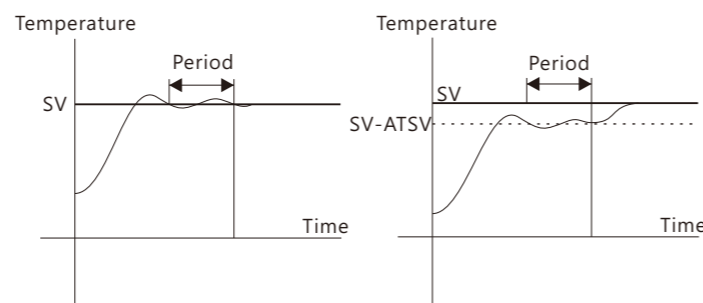 Temperature
Period
SV
Time
Temperature
Period
SV
SV-ATSV
Time